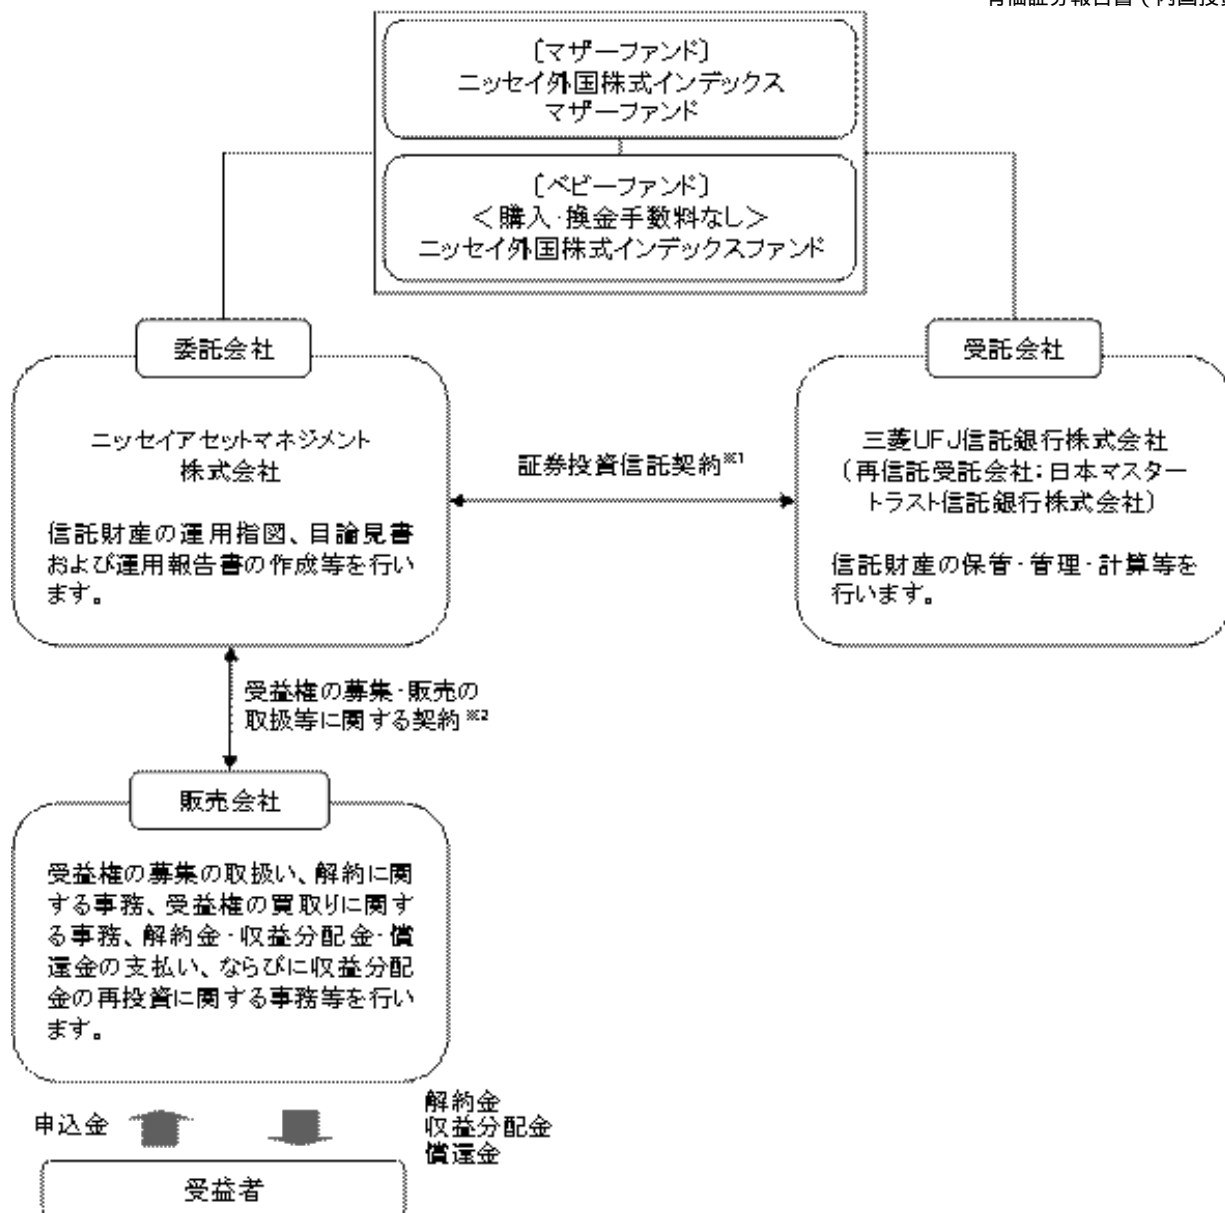 有価証券報告書(内国投資
[マザーファンド]
ニッセイ外国株式インデックス
マザーファンド
[ベビーファンド]
<購入・換金手数料なし>
ニッセイ外国株式インデックスファンド
委託会社
ニッセイアセットマネジメント
株式会社
信託財産の運用指図、目論見書
および運用報告書の作成等を行い
ます。
証券投資信託契約※1
受託会社
三菱UFJ信託銀行株式会社
(再信託受託会社:日本マスター
トラスト信託銀行株式会社)
信託財産の保管・管理・計算等を
行います。
受益権の募集・販売の
取扱等に関する契約※2
販売会社
受益権の募集の取扱い、解約に関
する事務、受益権の買取りに関す
る事務、解約金・収益分配金・償
還金の支払い、ならびに収益分配
金の再投資に関する事務等を行い
ます。
申込金
解約金
収益分配金
償還金
受益者